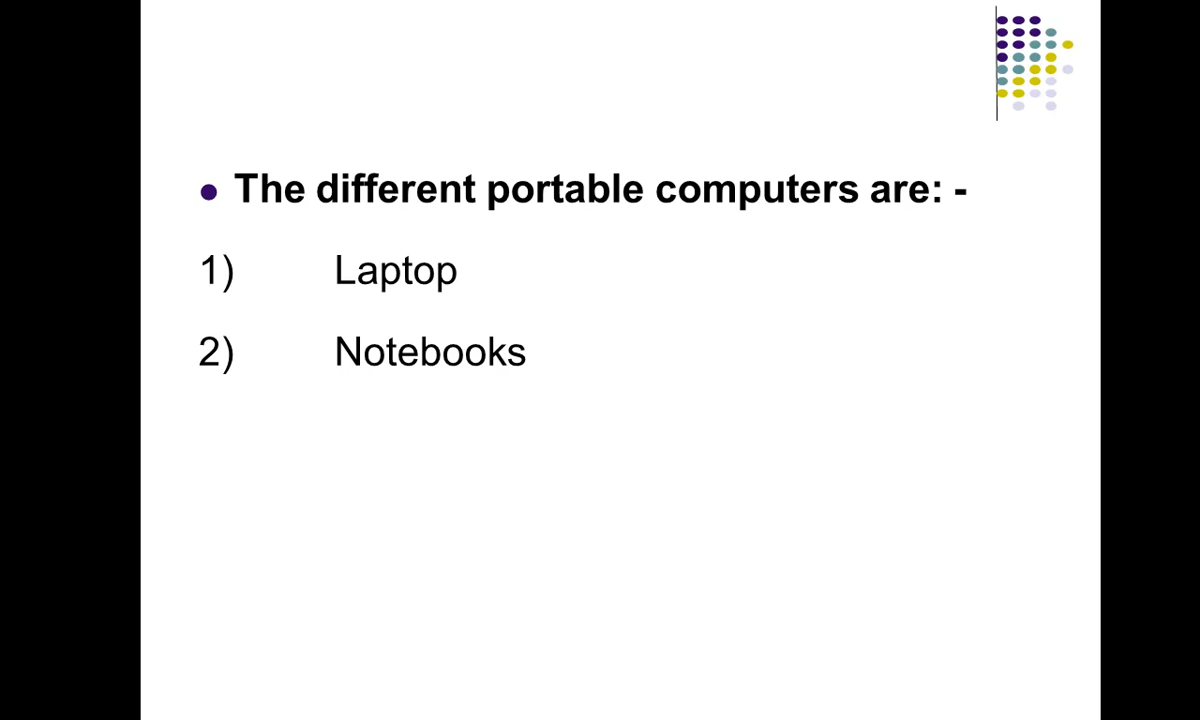 ● The different portable computers are: -
1) Laptop
2) Notebooks